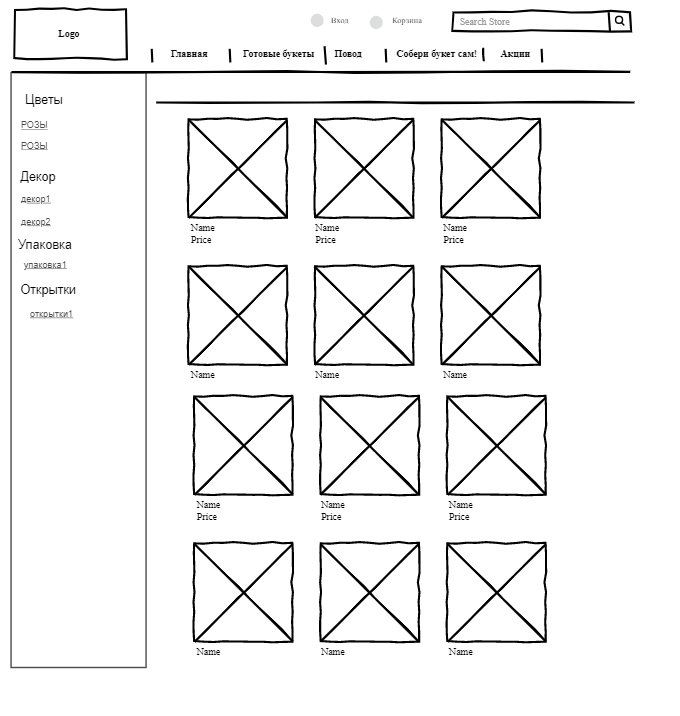 Logo
Вход
Корзина
Search Store
Главная
Готовые букеты
Повод
Собери букет сам!
Акции
Цветы
РОЗЫ
РОЗЫ
Декор
декор1
декор2
Упаковка
упаковка1
Открытки
открытки1
Name
Price
Name
Price
Name
Price
Name
Name
Name
Name
Price
Name
Price
Name
Price
Name
Name
Name